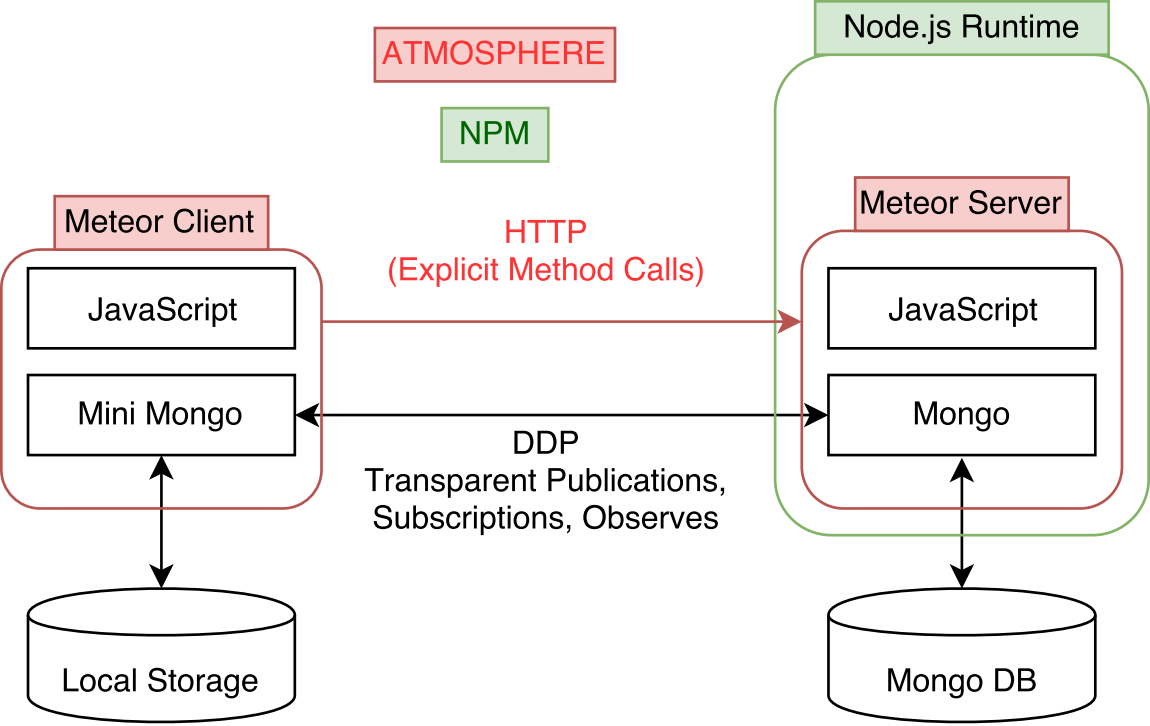 Node.js Runtime
ATMOSPHERE
NPM
Meteor Client
Meteor Server
HTTP
(Explicit Method Calls)
JavaScript
JavaScript
Mini Mongo
Mongo
DDP
Transparent Publications,
Subscriptions, Observes
Local Storage
Mongo DB